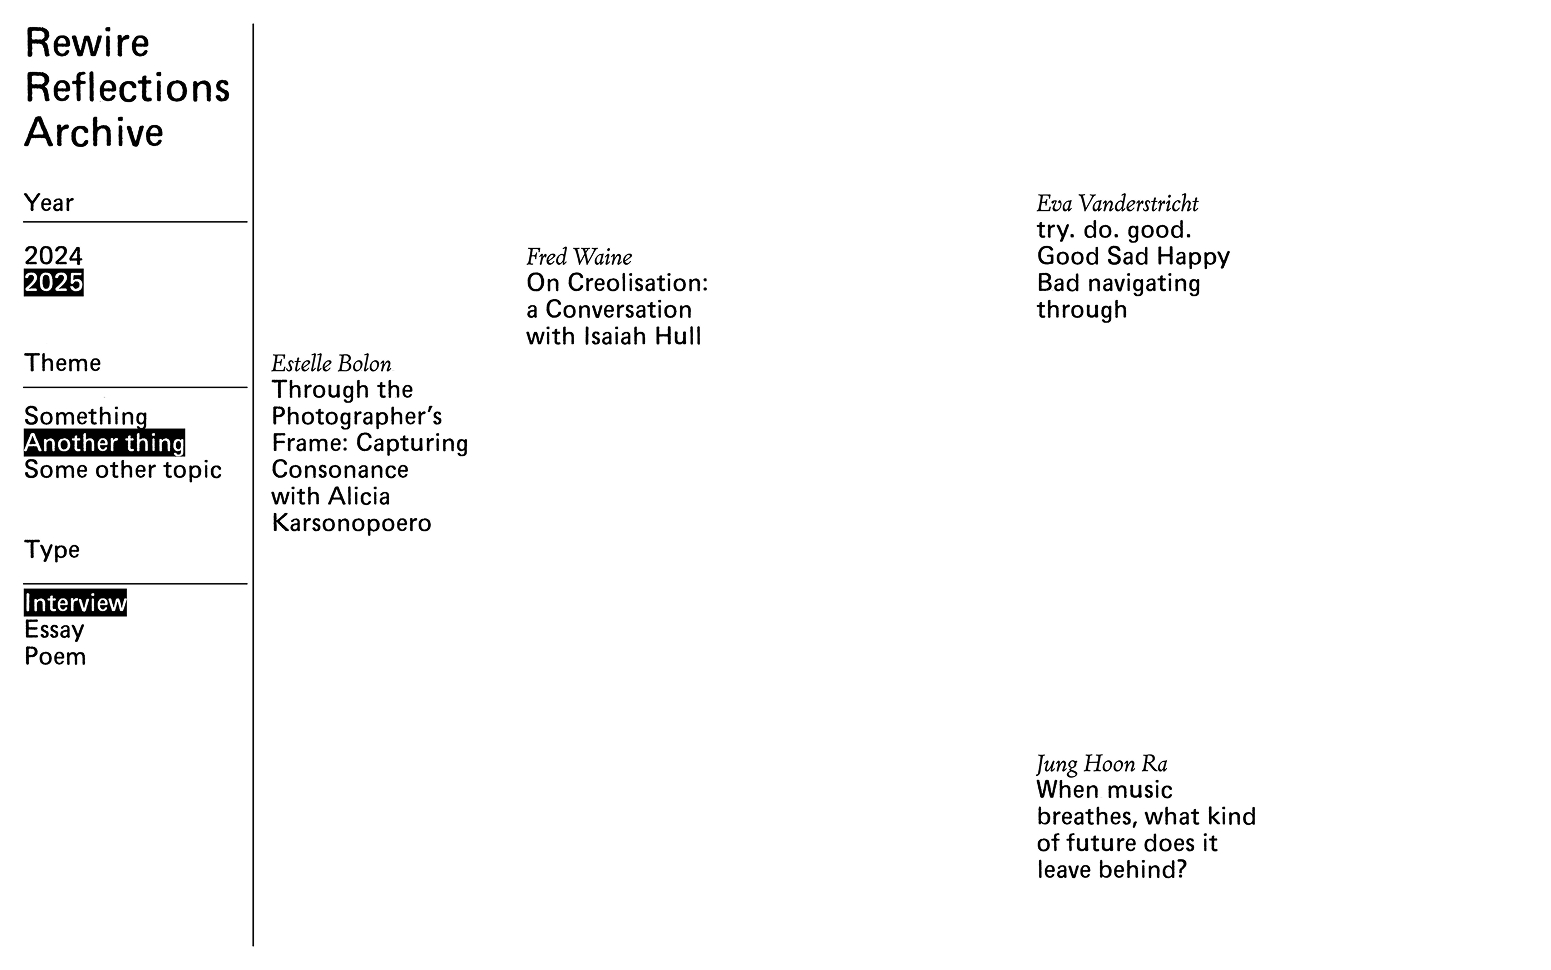 Rewire
Reflections
Archive
Year
2024
2025
Theme
Something
Another thing
Some other topic
Type
Interview
Essay
Poem
Estelle Bolon
Through the
Photographer’s
Frame: Capturing
Consonance
with Alicia
Karsonopoero
Fred Waine
On Creolisation:
a Conversation
with Isaiah Hull
Eva Vanderstricht
try. do. good.
Good Sad Happy
Bad navigating
through
Jung Hoon Ra
When music
breathes, what kind
of future does it
leave behind?